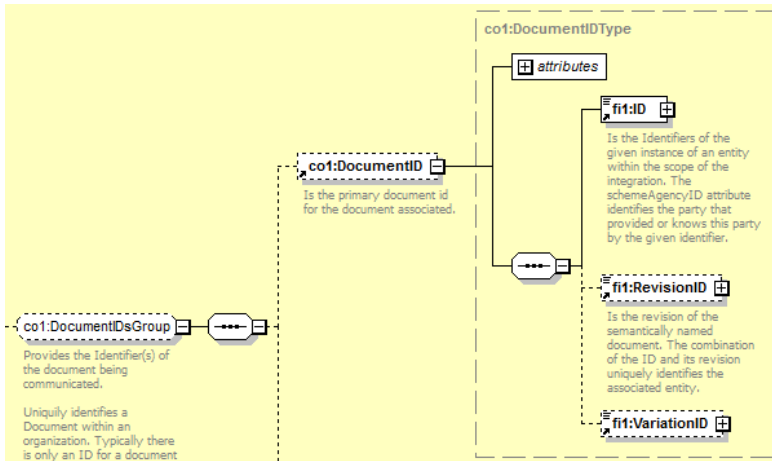 co1:DocumentIDType
attributes
fi1:ID
Is the Identifiers of the
given instance of an entity
within the scope of the
integration. The
schemeAgencyID attribute
identifies the party that
provided or knows this party
by the given identifier.
co1:DocumentID
Is the primary document id
for the document associated.
fi1:RevisionID
Is the revision of the
semantically named
document. The combination
of the ID and its revision
uniquely identifies the
associated entity.
co1:DocumentIDsGroup
Provides the Identifier(s) of
the document being
communicated.
Uniquily identifies a
Document within an
organization. Typically there
is only an ID for a document
fi1:VariationID